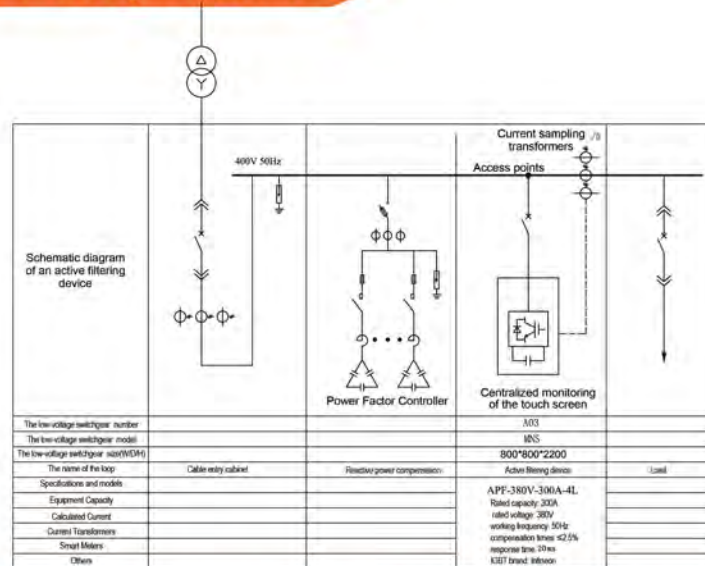 Current sampling
transformers
400V 50Hz
Access points
Schematic diagram
of an active filtering
device
Power Factor Controller
Centralized monitoring
of the touch screen
The low-voltage switchgear number
A03
The low-voltage switchgear model
MNS
The low-voltage switchgear size(W/D/H)
800*800*2200
The name of the loop
Cable entry cabinet
Reactive power compensation
Active filtering device
Load
Specifications and models
Equipment Capacity
Calculated Current
Current Transformers
Smart Meters
Others
APF-380V-300A-4L
Rated capacity: 300A
rated voltage: 380V
working frequency: 50Hz
compensation times: ≤2.5%
response time: 20ms
IGBT brand: Infineon